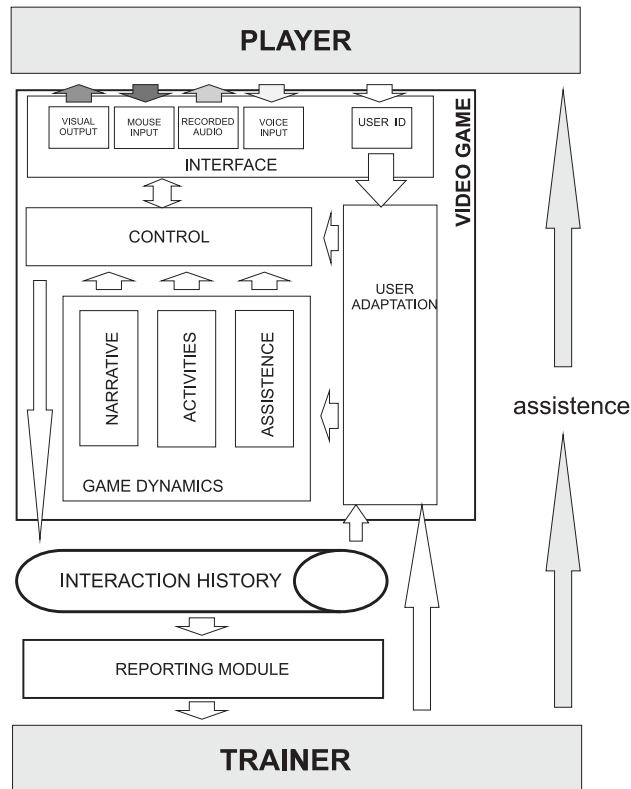 PLAYER
VISUAL
OUTPUT
MOUSE
INPUT
RECORDED
AUDIO
VOICE
INPUT
USER ID
INTERFACE
VIDEO GAME
CONTROL
USER
ADAPTATION
NARRATIVE
ACTIVITIES
ASSISTENCE
GAME DYNAMICS
assistence
INTERACTION HISTORY
REPORTING MODULE
TRAINER